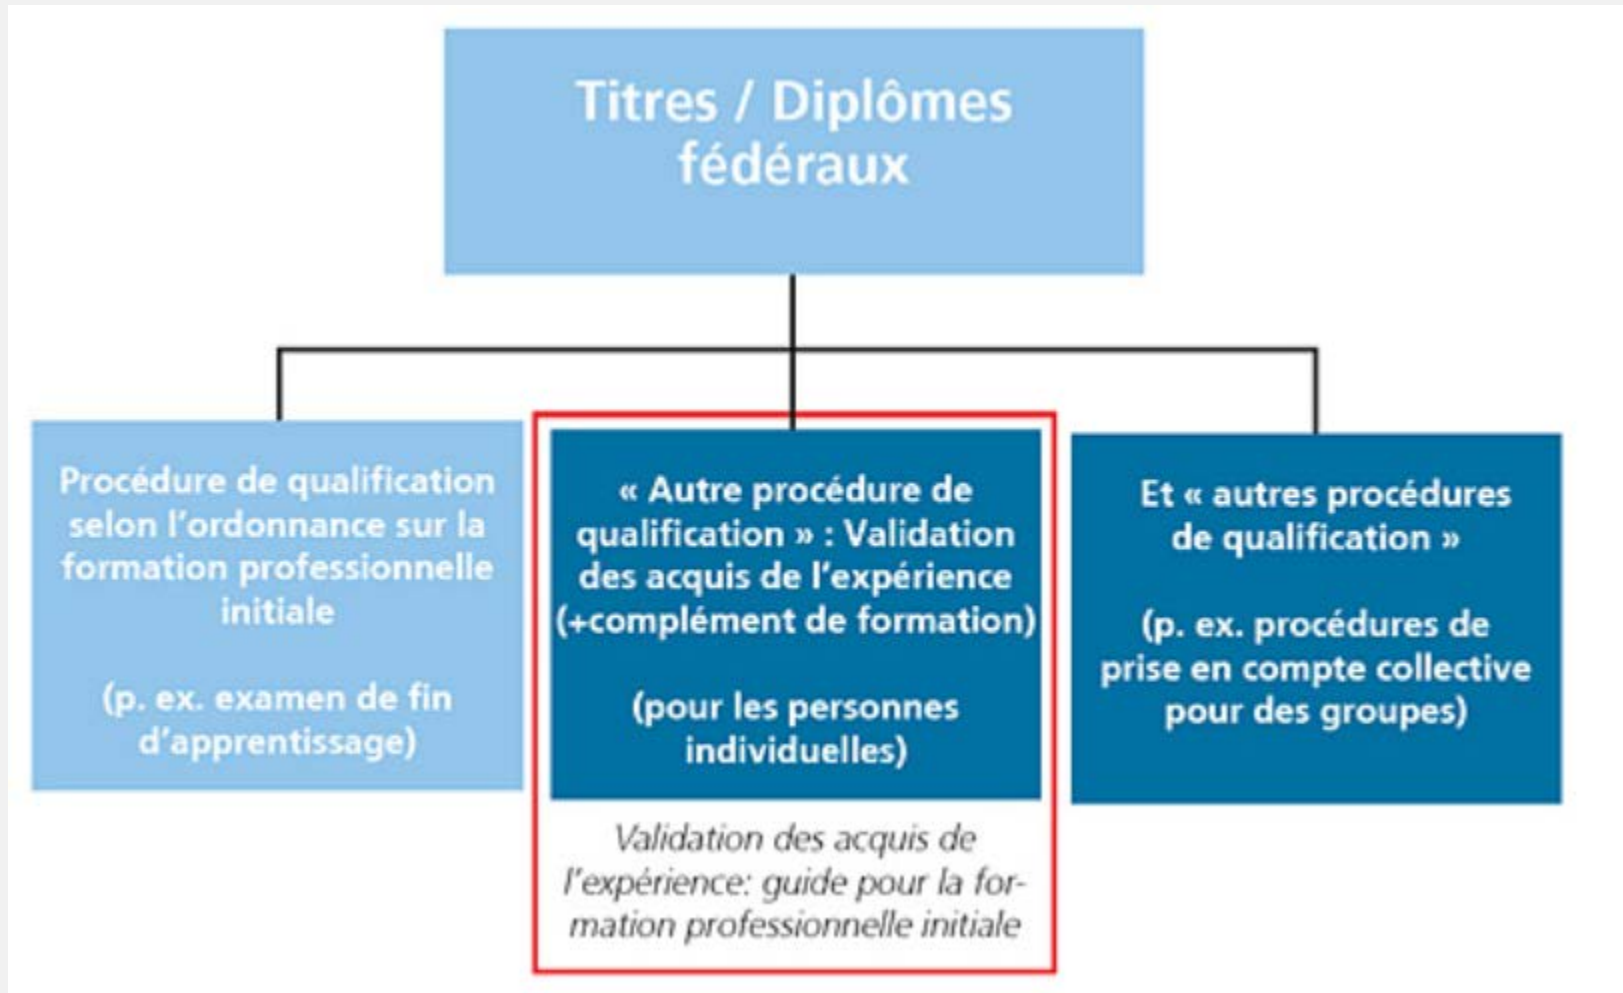 Titres / Diplômes
fédéraux
Procédure de qualification
selon l'ordonnance sur la
formation professionnelle
initiale
(p. ex. examen de fin
d'apprentissage)
« Autre procédure de
qualification » : Validation
des acquis de l'expérience
(+complément de formation)
(pour les personnes
individuelles)
Validation des acquis de
l'expérience: guide pour la for-
mation professionnelle initiale
Et « autres procédures
de qualification »
(p. ex. procédures de
prise en compte collective
pour des groupes)